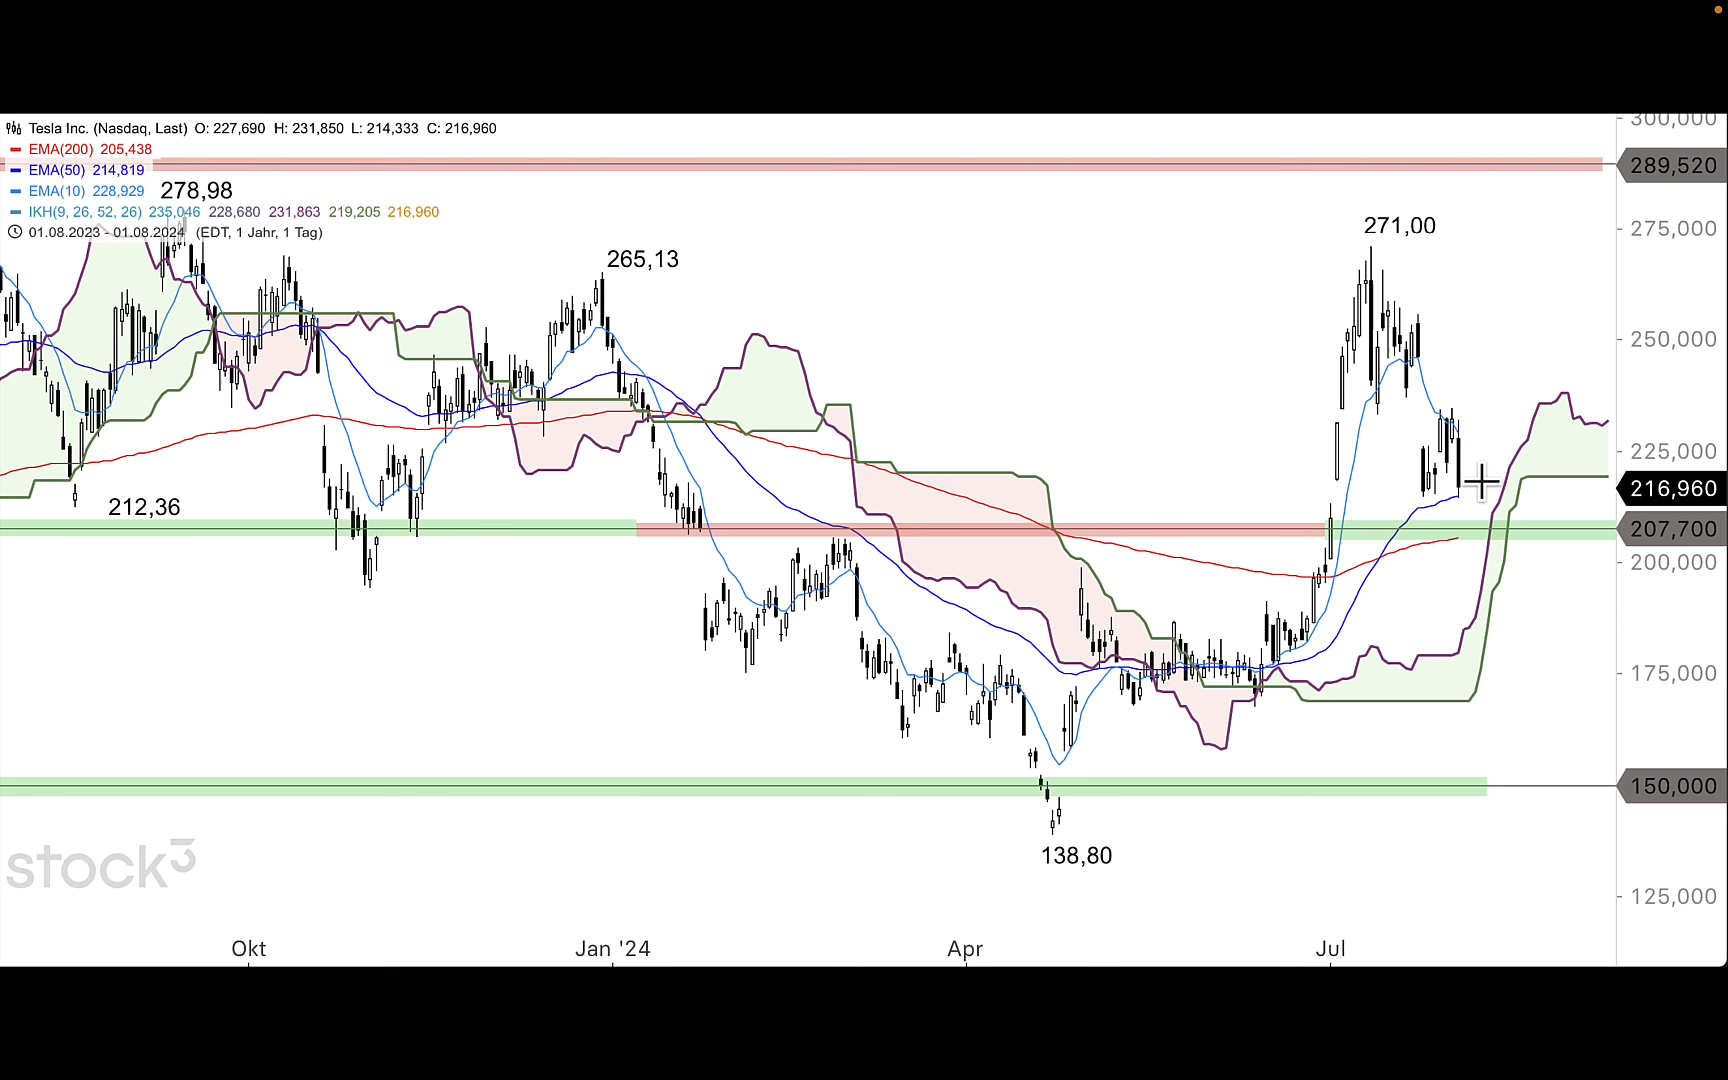 Tesla Inc. (Nasdaq, Last) O: 227,690 H: 231,850 L: 214,333 C: 216,960
EMA(200) 205,438
EMA(50) 214,819
EMA(10) 228,929
IKH(9, 26, 52, 26) 235,046 228,680 231,863 219,205 216,960
01.08.2023 - 01.08.2024 (EDT, 1 Jahr, 1 Tag)
278,98
265,13
271,00
212,36
138,80
300,000
289,520
275,000
250,000
225,000
216,960
207,700
200,000
175,000
150,000
125,000
stock3
Okt
Jan '24
Apr
Jul